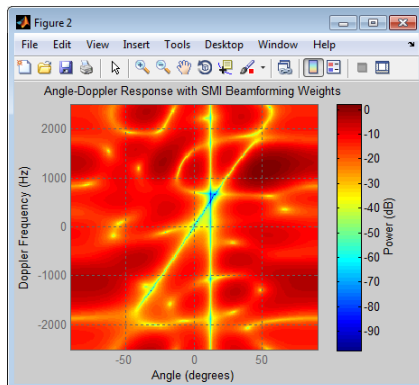 Figure 2
File Edit View Insert Tools Desktop Window Help
Angle-Doppler Response with SMI Beamforming Weights
2000
1000
0
-1000
-2000
Doppler Frequency (Hz)
-50 0 50
Angle (degrees)
0
-10
-20
-30
-40
-50
-60
-70
-80
-90
Power (dB)